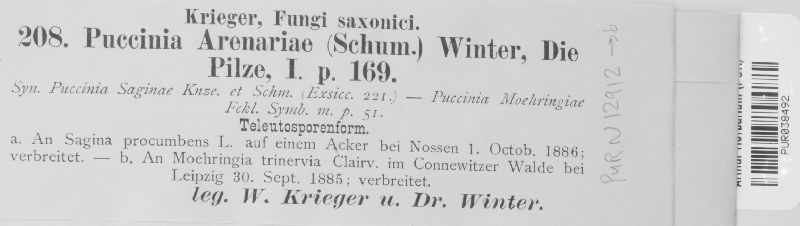 Krieger, Fungi saxonici.
208. Puccinia Arenariae (Schum.) Winter, Die
Pilze, I. p. 169.
Syn. Puccinia Saginae Knze. et Schm. (Exsicc. 221.) — Puccinia Moehringiae
Fckl. Symb. m. p. 51.
Teleutosporenform.
a. An Sagina procumbens L. auf einem Acker bei Nossen 1. Octob. 1886;
verbreitet. — b. An Moehringia trinervia Clairv. im Connewitzer Walde bei
Leipzig 30. Sept. 1885; verbreitet.
leg. W. Krieger u. Dr. Winter.
PUR N12912 → b
PUR038492